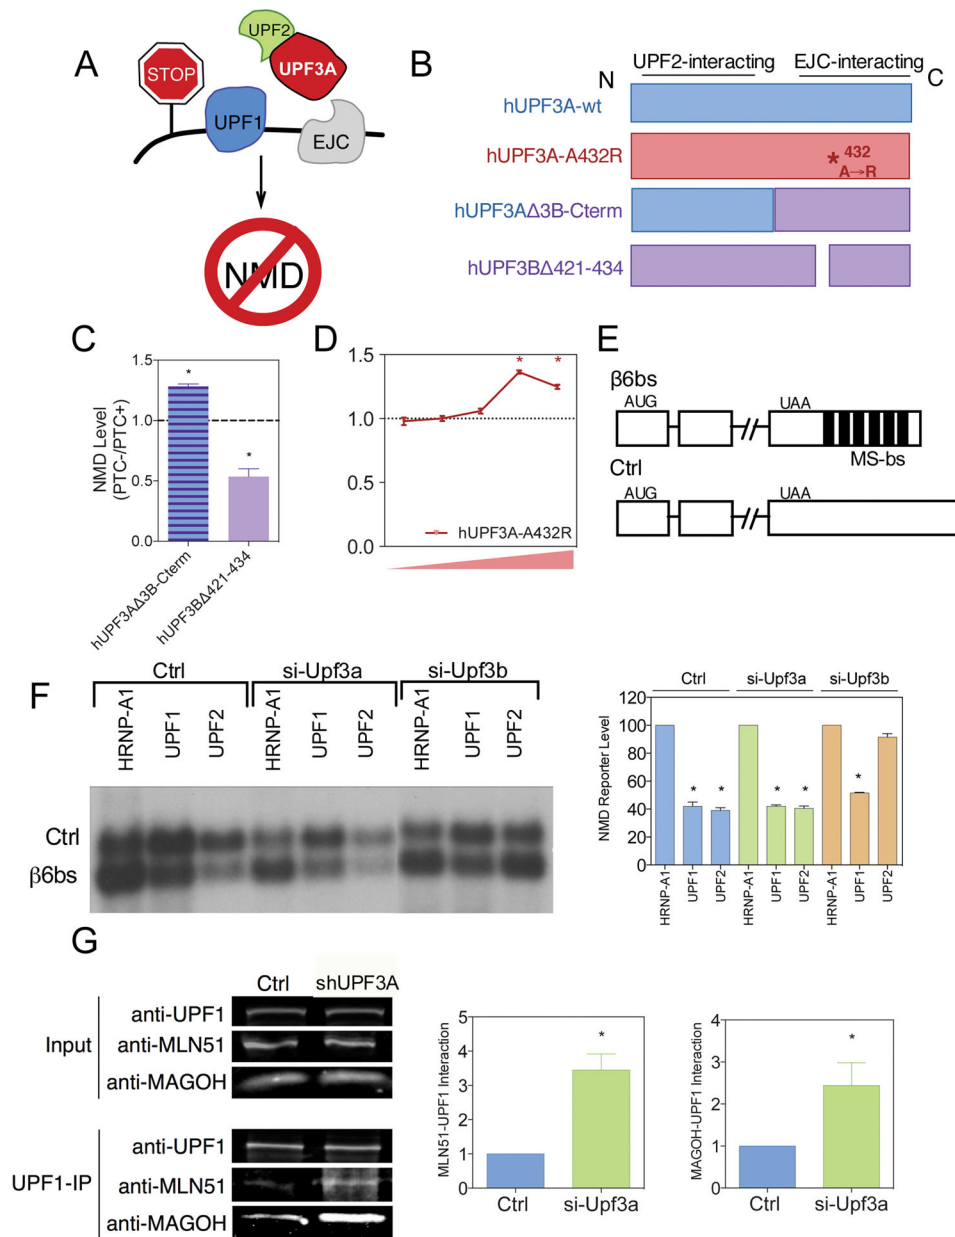 A
STOP
UPF2
UPF3A
UPF1
EJC
NMD
B
UPF2-interacting
EJC-interacting
N
C
hUPF3A-wt
hUPF3A-A432R
* 432
A→R
hUPF3AΔ3B-Cterm
hUPF3BΔ421-434
C
NMD Level
(PTC-/PTC+)
1.5
1.0
0.5
0.0
*
*
hUPF3AΔ3B-Cterm
hUPF3BΔ421-434
D
1.5
1.0
0.5
0.0
*
*
hUPF3A-A432R
E
β6bs
AUG
UAA
MS-bs
Ctrl
AUG
UAA
F
Ctrl
si-Upf3a
si-Upf3b
HRNP-A1
UPF1
UPF2
HRNP-A1
UPF1
UPF2
HRNP-A1
UPF1
UPF2
Ctrl
β6bs
Ctrl
si-Upf3a
si-Upf3b
NMD Reporter Level
120
100
80
60
40
20
0
*
*
*
*
*
HRNP-A1
UPF1
UPF2
HRNP-A1
UPF1
UPF2
HRNP-A1
UPF1
UPF2
G
Ctrl
shUPF3A
Input
anti-UPF1
anti-MLN51
anti-MAGOH
UPF1-IP
anti-UPF1
anti-MLN51
anti-MAGOH
MLN51-UPF1 Interaction
5
4
3
2
1
0
*
Ctrl
si-Upf3a
MAGOH-UPF1 Interaction
4
3
2
1
0
*
Ctrl
si-Upf3a